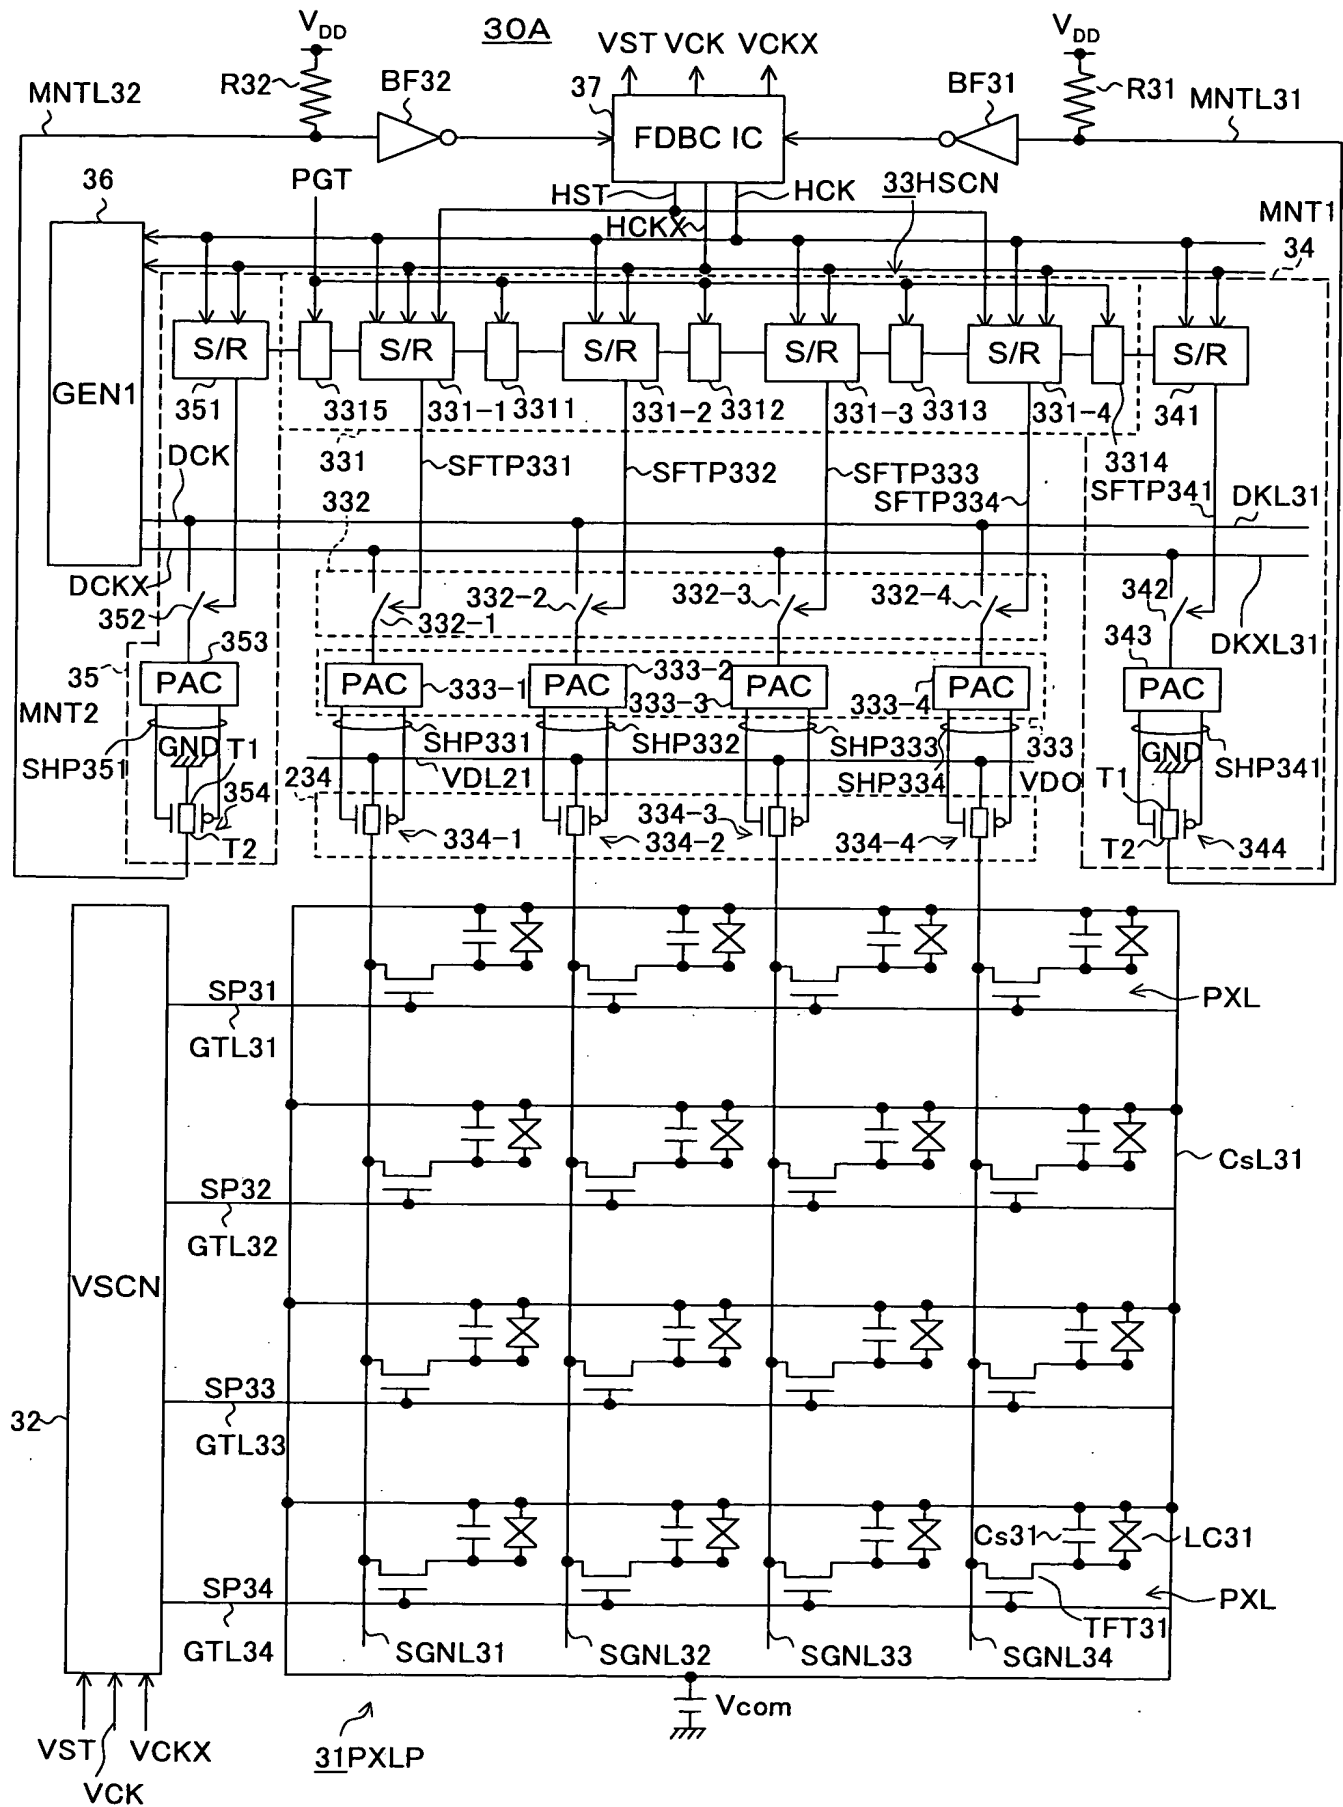 30A
VDD
VDD
VST VCK VCKX
R32
BF32
37
BF31
R31
MNTL32
MNTL31
FDBC IC
36
PGT
HST
HCK
33HSCN
HCKX
MNT1
34
GEN1
S/R
S/R
S/R
S/R
S/R
S/R
351
3315
331-1
3311
331-2
3312
331-3
3313
331-4
341
331
3314
DCK
SFTP331
SFTP332
SFTP333
SFTP334
SFTP341
DKL31
332
DCKX
352
332-1
332-2
332-3
332-4
342
DKXL31
35
353
343
PAC
PAC
PAC
PAC
PAC
PAC
333-1
333-2
333-3
333-4
MNT2
SHP351
GND
T1
SHP331
SHP332
SHP333
SHP334
333
GND
SHP341
234
VDL21
VDO
T1
354
T2
334-1
334-2
334-3
334-4
T2
344
SP31
GTL31
PXL
SP32
GTL32
CsL31
VSCN
SP33
GTL33
32
Cs31
LC31
SP34
GTL34
PXL
TFT31
SGNL31
SGNL32
SGNL33
SGNL34
Vcom
VST
VCK
VCKX
31PXLP